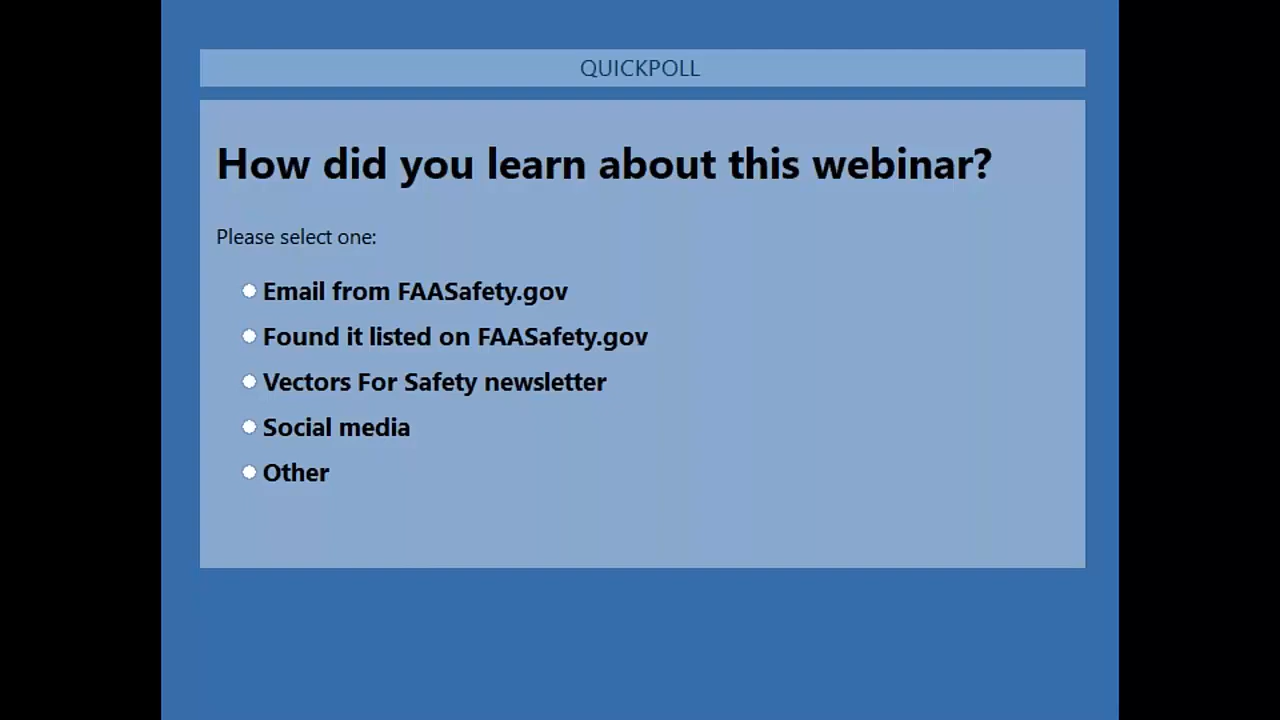 QUICKPOLL
How did you learn about this webinar?
Please select one:
Email from FAASafety.gov
Found it listed on FAASafety.gov
Vectors For Safety newsletter
Social media
Other